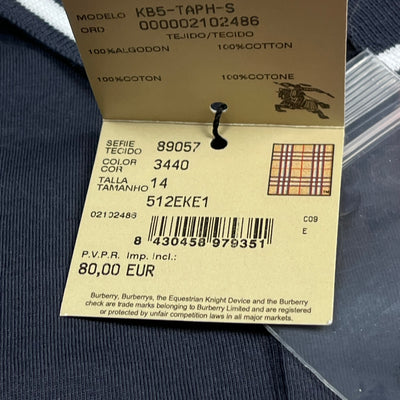 MODELO KB5-TAPH-S
ORD 000002102486
TEJIDO/TECIDO
100%ALGODON 100%COTTON
100%COTON 100%COTONE
SERIE TECIDO 89057
COLOR COR 3440
TALLA TAMANHO 14
512EKE1
02102486
C09
E
8 430458 979351
P.V.P.R. Imp. Incl.:
80,00 EUR
Burberry, Burberrys, the Equestrian Knight Device and the Burberry
check are trade marks belonging to Burberry Limited and are registered
or protected by unfair competition laws in all major markets.